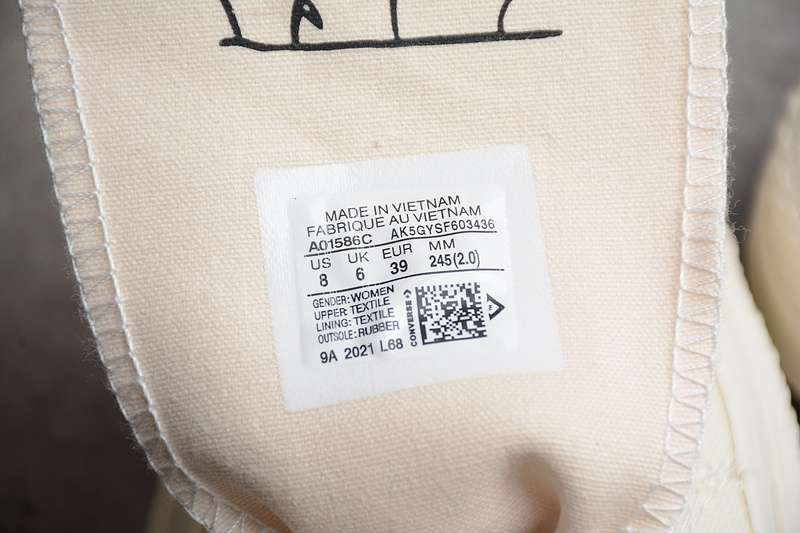 MADE IN VIETNAM
FABRIQUE AU VIETNAM
A01586C AK5GYSF603436
US UK EUR MM
8 6 39 245(2.0)
GENDER: WOMEN
UPPER: TEXTILE
LINING: TEXTILE
OUTSOLE: RUBBER
9A 2021 L68
CONVERSE